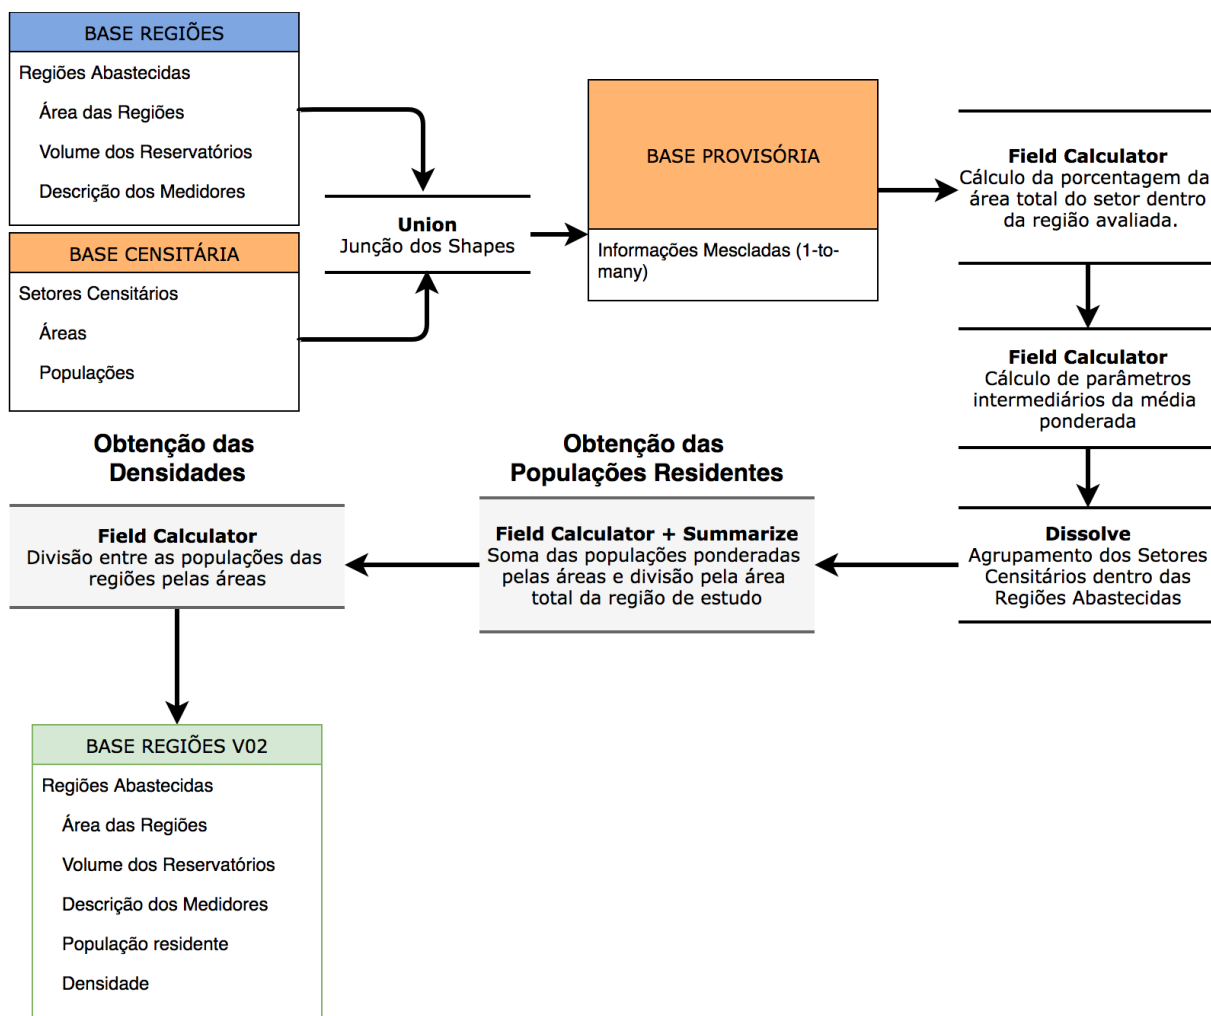 BASE REGIÕES
Regiões Abastecidas
Área das Regiões
Volume dos Reservatórios
Descrição dos Medidores
BASE CENSITÁRIA
Setores Censitários
Áreas
Populações
Union
Junção dos Shapes
BASE PROVISÓRIA
Informações Mescladas (1-to-
many)
Field Calculator
Cálculo da porcentagem da
área total do setor dentro
da região avaliada.
Field Calculator
Cálculo de parâmetros
intermediários da média
ponderada
Dissolve
Agrupamento dos Setores
Censitários dentro das
Regiões Abastecidas
Obtenção das
Populações Residentes
Field Calculator + Summarize
Soma das populações ponderadas
pelas áreas e divisão pela área
total da região de estudo
Obtenção das
Densidades
Field Calculator
Divisão entre as populações das
regiões pelas áreas
BASE REGIÕES V02
Regiões Abastecidas
Área das Regiões
Volume dos Reservatórios
Descrição dos Medidores
População residente
Densidade